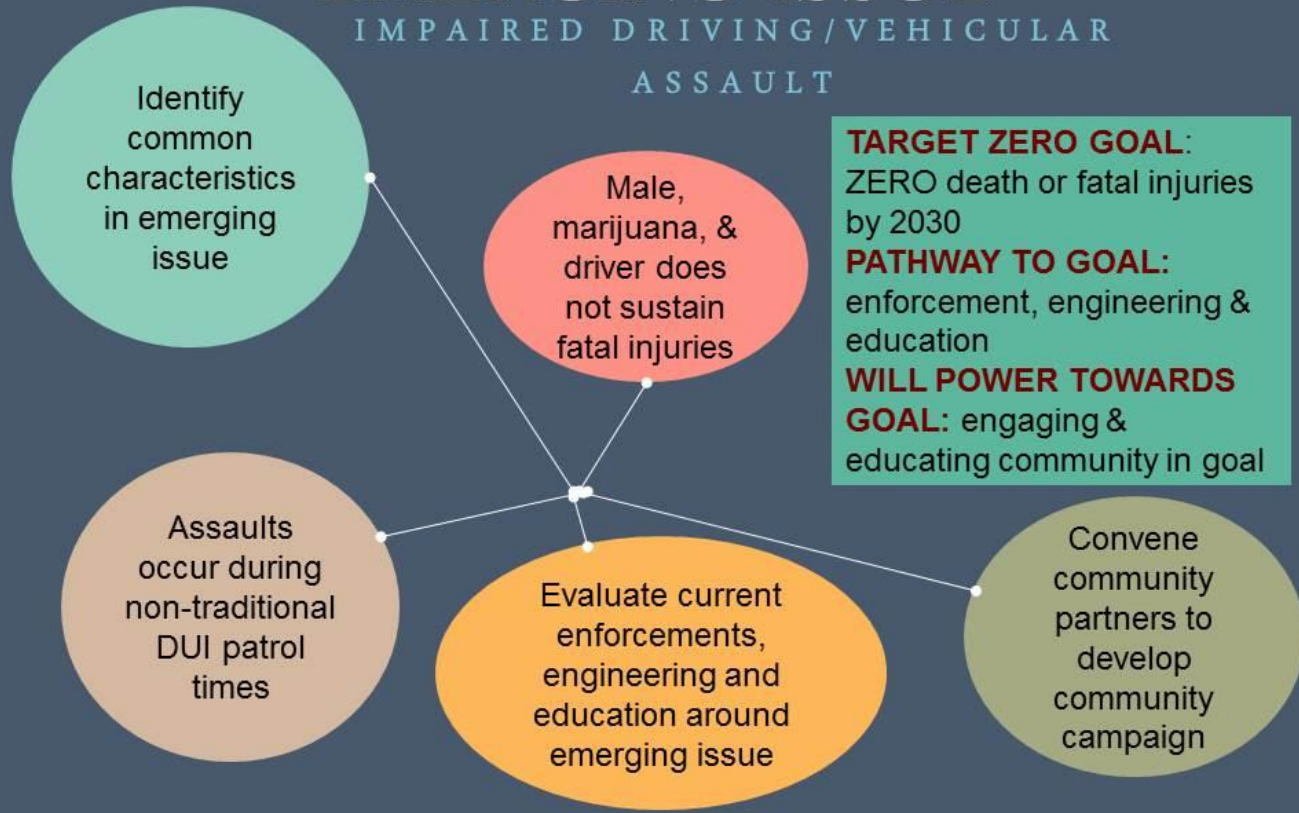 IMPAIRED DRIVING/VEHICULAR
ASSAULT
Identify
common
characteristics
in emerging
issue
Male,
marijuana, &
driver does
not sustain
fatal injuries
TARGET ZERO GOAL:
ZERO death or fatal injuries
by 2030
PATHWAY TO GOAL:
enforcement, engineering &
education
WILL POWER TOWARDS
GOAL: engaging &
educating community in goal
Assaults
occur during
non-traditional
DUI patrol
times
Evaluate current
enforcements,
engineering and
education around
emerging issue
Convene
community
partners to
develop
community
campaign